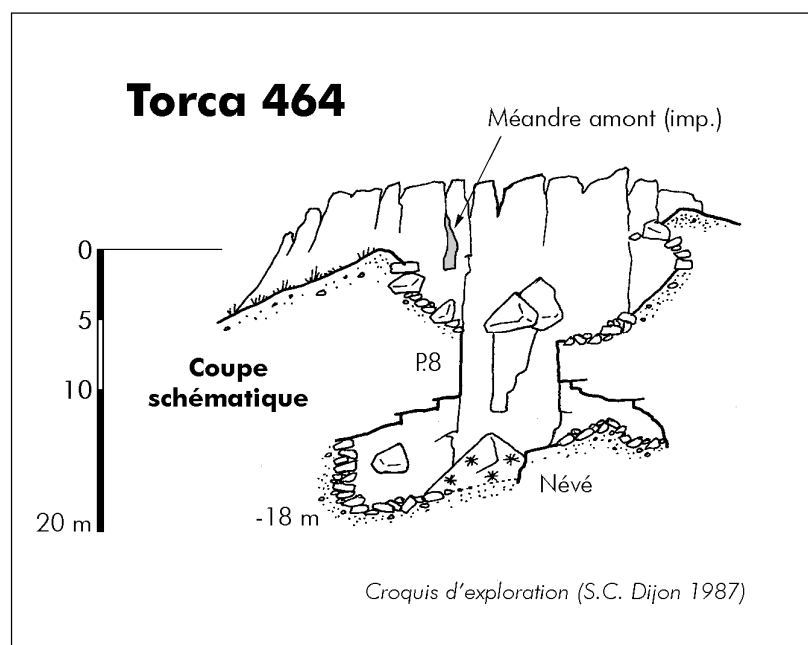 Torca 464
Méandre amont (imp.)
0
5
P.8
Coupe
schématique
10
Névé
20 m
-18 m
Croquis d'exploration (S.C. Dijon 1987)